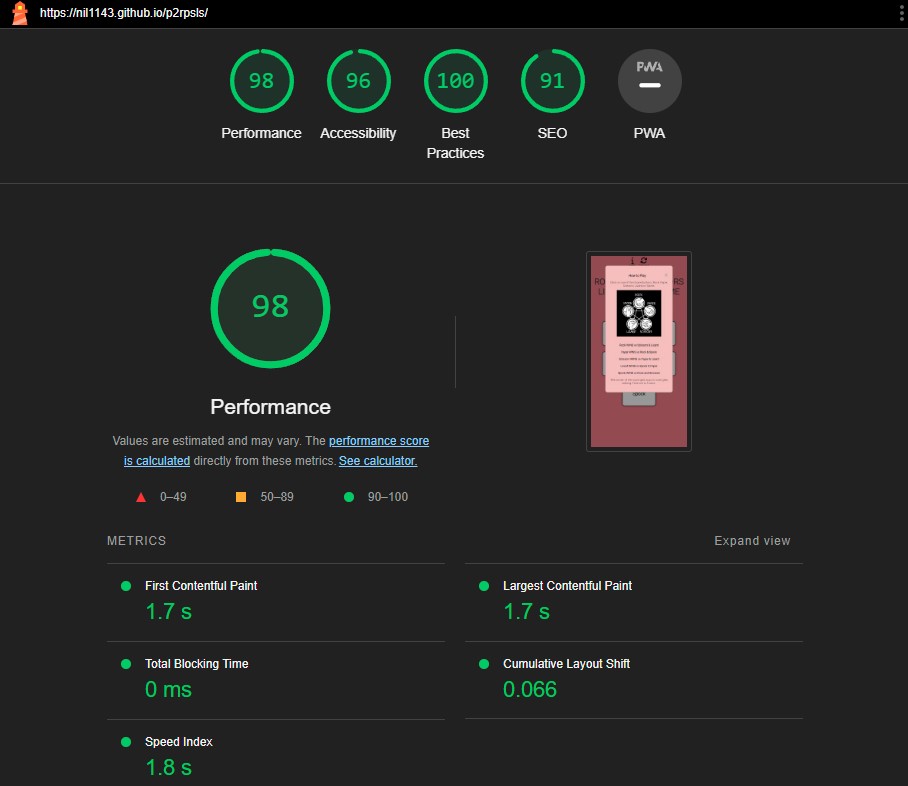 https://nil1143.github.io/p2rpsls/
98
96
100
91
PWA
Performance
Accessibility
Best
Practices
SEO
PWA
98
Performance
Values are estimated and may vary. The performance score
is calculated directly from these metrics. See calculator.
0–49
50–89
90–100
How to Play
METRICS
Expand view
First Contentful Paint
1.7 s
Largest Contentful Paint
1.7 s
Total Blocking Time
0 ms
Cumulative Layout Shift
0.066
Speed Index
1.8 s